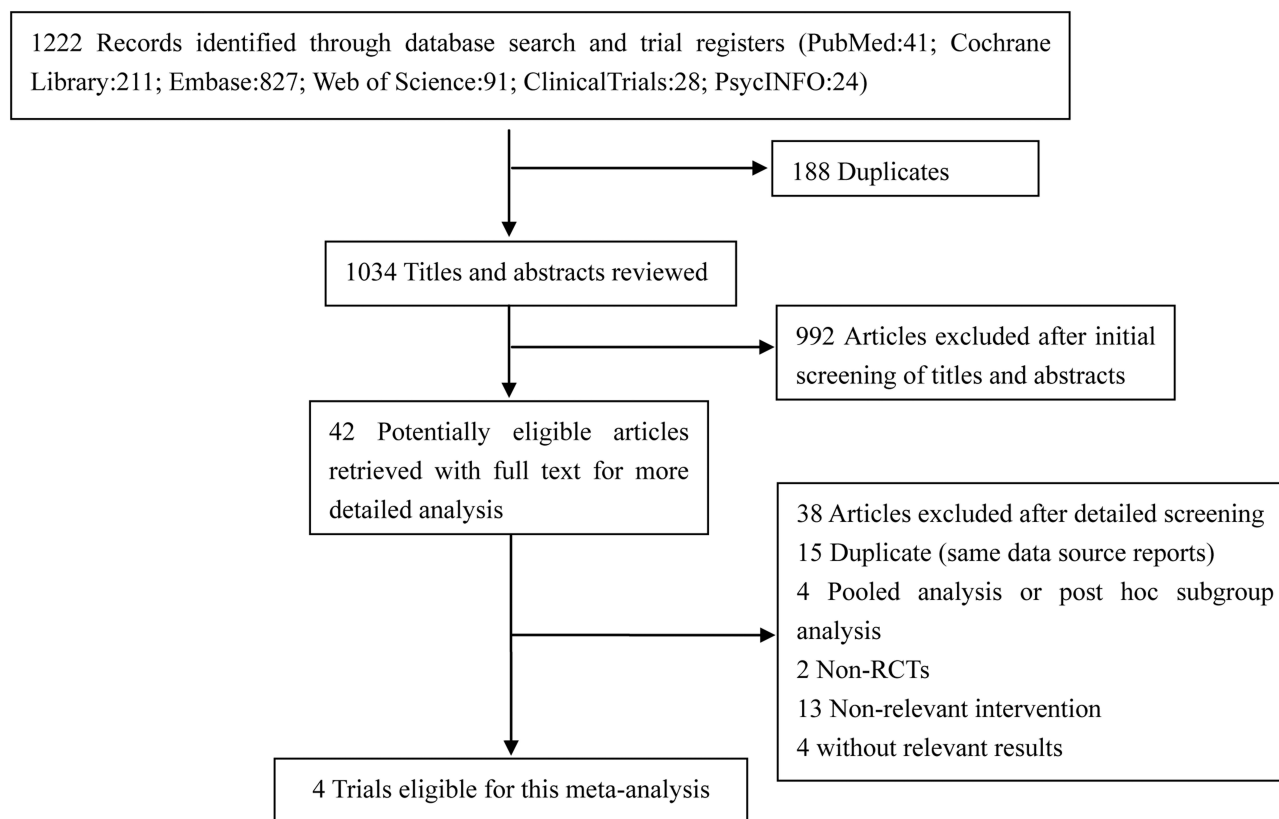 1222 Records identified through database search and trial registers (PubMed:41; Cochrane
Library:211; Embase:827; Web of Science:91; ClinicalTrials:28; PsycINFO:24)
188 Duplicates
1034 Titles and abstracts reviewed
992 Articles excluded after initial
screening of titles and abstracts
42 Potentially eligible articles
retrieved with full text for more
detailed analysis
38 Articles excluded after detailed screening
15 Duplicate (same data source reports)
4 Pooled analysis or post hoc subgroup
analysis
2 Non-RCTs
13 Non-relevant intervention
4 without relevant results
4 Trials eligible for this meta-analysis